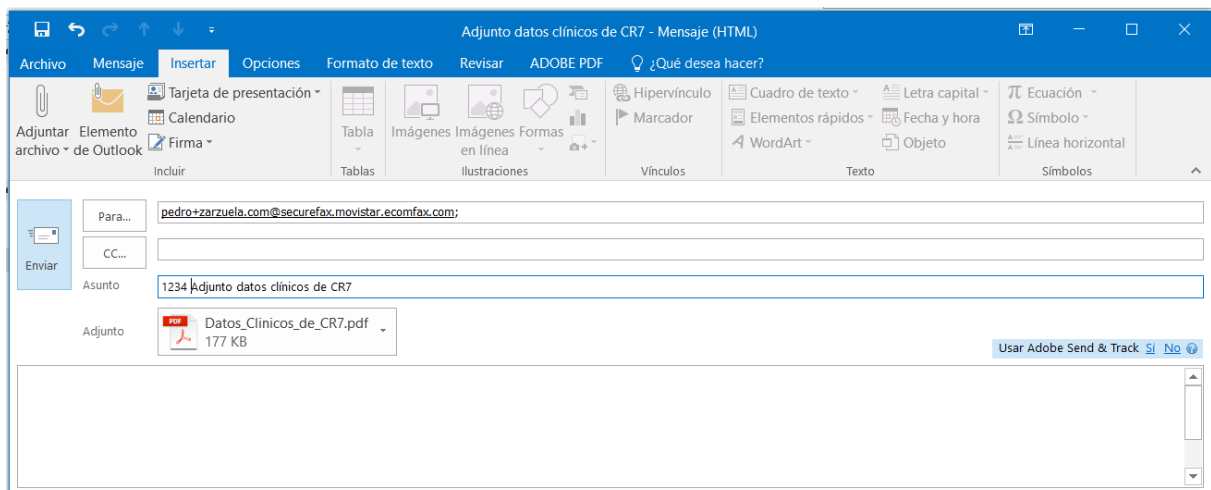 Adjunto datos clínicos de CR7 - Mensaje (HTML)
Archivo Mensaje Insertar Opciones Formato de texto Revisar ADOBE PDF ¿Qué desea hacer?
Adjuntar archivo
Elemento de Outlook
Tarjeta de presentación
Calendario
Firma
Incluir
Tabla
Tablas
Imágenes
Imágenes en línea
Formas
Ilustraciones
Hipervínculo
Marcador
Vínculos
Cuadro de texto
Elementos rápidos
WordArt
Letra capital
Fecha y hora
Objeto
Texto
π Ecuación
Ω Símbolo
Línea horizontal
Símbolos
Enviar
Para... pedro+zarzuela.com@securefax.movistar.ecomfax.com;
CC...
Asunto 1234 Adjunto datos clínicos de CR7
Adjunto PDF Datos_Clinicos_de_CR7.pdf
177 KB
Usar Adobe Send & Track Sí No